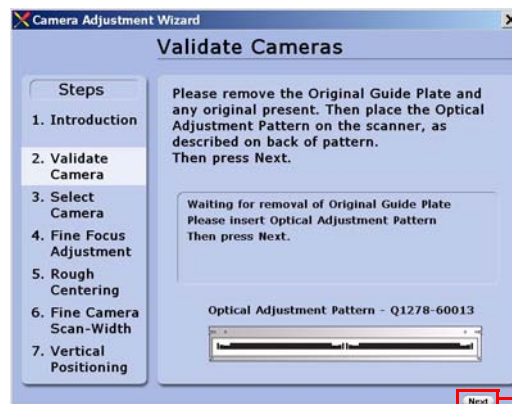 Camera Adjustment Wizard
Validate Cameras
Steps
1. Introduction
2. Validate
Camera
3. Select
Camera
4. Fine Focus
Adjustment
5. Rough
Centering
6. Fine Camera
Scan-Width
7. Vertical
Positioning
Please remove the Original Guide Plate and
any original present. Then place the Optical
Adjustment Pattern on the scanner, as
described on back of pattern.
Then press Next.
Waiting for removal of Original Guide Plate
Please insert Optical Adjustment Pattern
Then press Next.
Optical Adjustment Pattern - Q1278-60013
Next